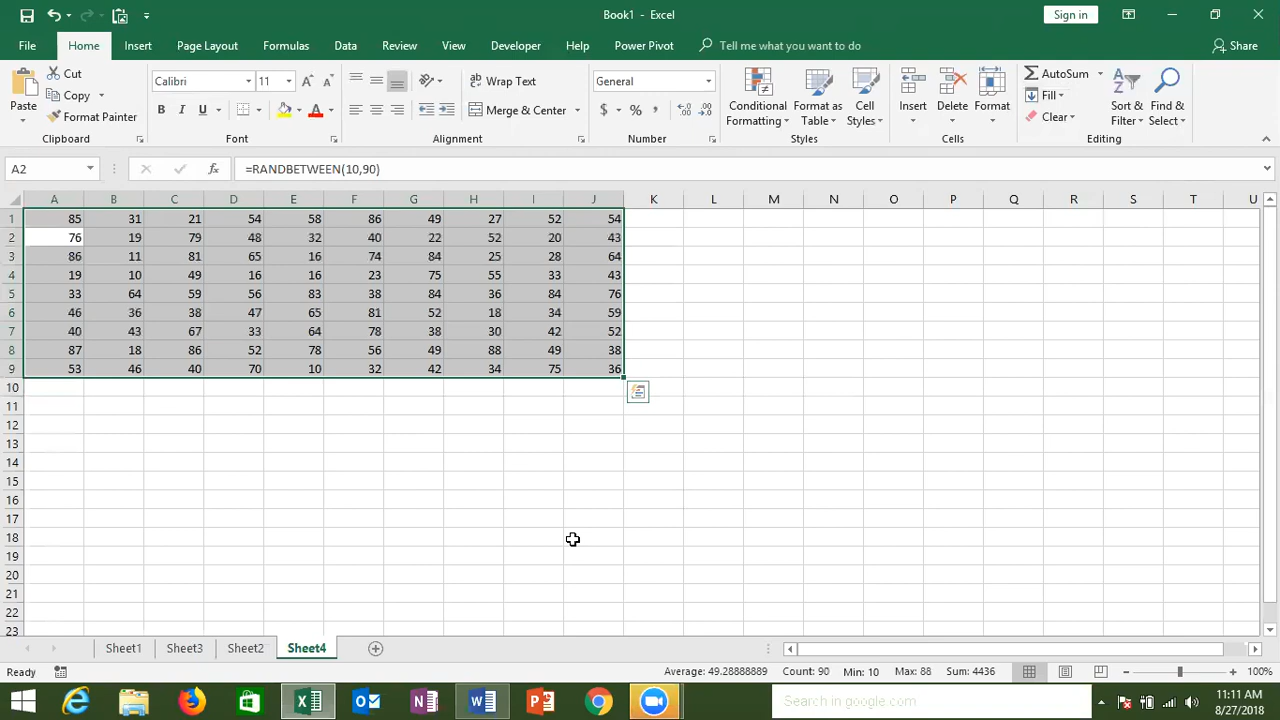 Book1 - Excel
Sign in
File Home Insert Page Layout Formulas Data Review View Developer Help Power Pivot Tell me what you want to do Share
Paste
Cut
Copy
Format Painter
Clipboard
Calibri 11
B I U A
Font
ab Wrap Text
Merge & Center
Alignment
General
$ % ,
Number
Conditional Formatting
Format as Table
Cell Styles
Styles
Insert
Delete
Format
Cells
AutoSum
Fill
Clear
Sort & Filter
Find & Select
Editing
A2 fx =RANDBETWEEN(10,90)
A B C D E F G H I J K L M N O P Q R S T U
1 85 31 21 54 58 86 49 27 52 54
2 76 19 79 48 32 40 22 52 20 43
3 86 11 81 65 16 74 84 25 28 64
4 19 10 49 16 16 23 75 55 33 43
5 33 64 59 56 83 38 84 36 84 76
6 46 36 38 47 65 81 52 18 34 59
7 40 43 67 33 64 78 38 30 42 52
8 87 18 86 52 78 56 49 88 49 38
9 53 46 40 70 10 32 42 34 75 36
10
11
12
13
14
15
16
17
18
19
20
21
22
23
Sheet1 Sheet3 Sheet2 Sheet4
Ready Average: 49.28888889 Count: 90 Min: 10 Max: 88 Sum: 4436 100%
Search in google.com
11:11 AM
8/27/2018